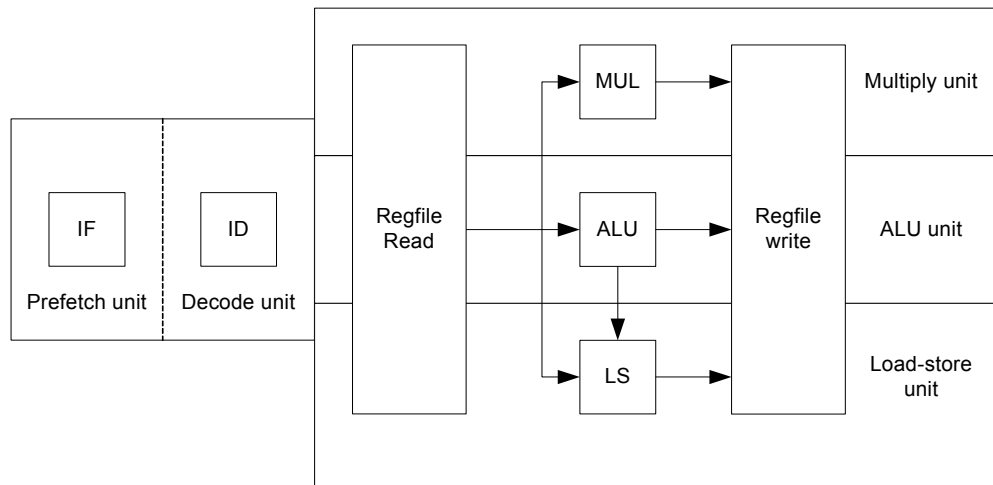 MUL
Multiply unit
IF
ID
Prefetch unit
Decode unit
Regfile
Read
ALU
Regfile
write
ALU unit
LS
Load-store
unit